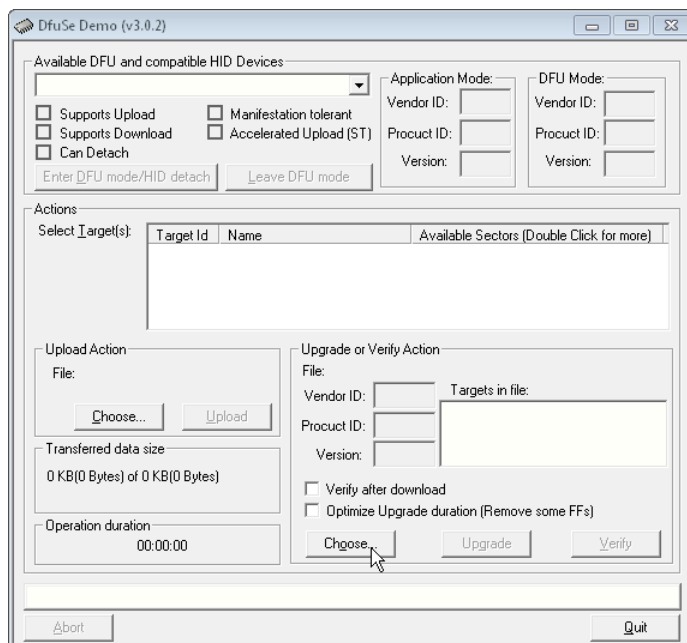 DfuSe Demo (v3.0.2)
Available DFU and compatible HID Devices
Supports Upload
Manifestation tolerant
Supports Download
Accelerated Upload (ST)
Can Detach
Enter DFU mode/HID detach
Leave DFU mode
Application Mode:
Vendor ID:
Procuct ID:
Version:
DFU Mode:
Vendor ID:
Procuct ID:
Version:
Actions
Select Target(s):
Target Id Name Available Sectors (Double Click for more)
Upload Action
File:
Choose... Upload
Transferred data size
0 KB(0 Bytes) of 0 KB(0 Bytes)
Operation duration
00:00:00
Upgrade or Verify Action
File:
Vendor ID:
Procuct ID:
Version:
Targets in file:
Verify after download
Optimize Upgrade duration (Remove some FFs)
Choose... Upgrade Verify
Abort Quit